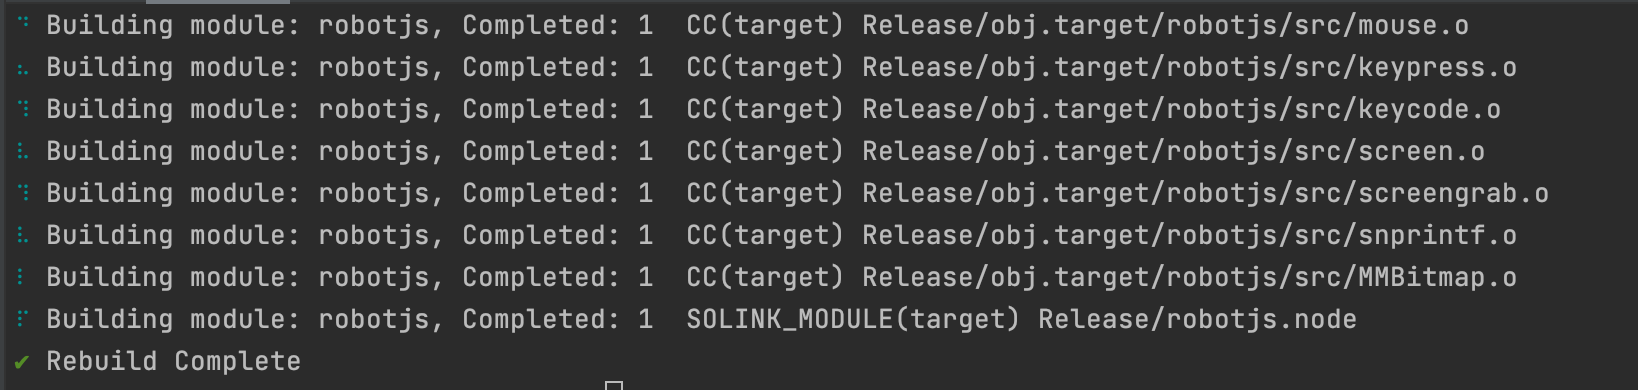 Building module: robotjs, Completed: 1  CC(target) Release/obj.target/robotjs/src/mouse.o
Building module: robotjs, Completed: 1  CC(target) Release/obj.target/robotjs/src/keypress.o
Building module: robotjs, Completed: 1  CC(target) Release/obj.target/robotjs/src/keycode.o
Building module: robotjs, Completed: 1  CC(target) Release/obj.target/robotjs/src/screen.o
Building module: robotjs, Completed: 1  CC(target) Release/obj.target/robotjs/src/screengrab.o
Building module: robotjs, Completed: 1  CC(target) Release/obj.target/robotjs/src/snprintf.o
Building module: robotjs, Completed: 1  CC(target) Release/obj.target/robotjs/src/MMBitmap.o
Building module: robotjs, Completed: 1  SOLINK_MODULE(target) Release/robotjs.node
✔ Rebuild Complete